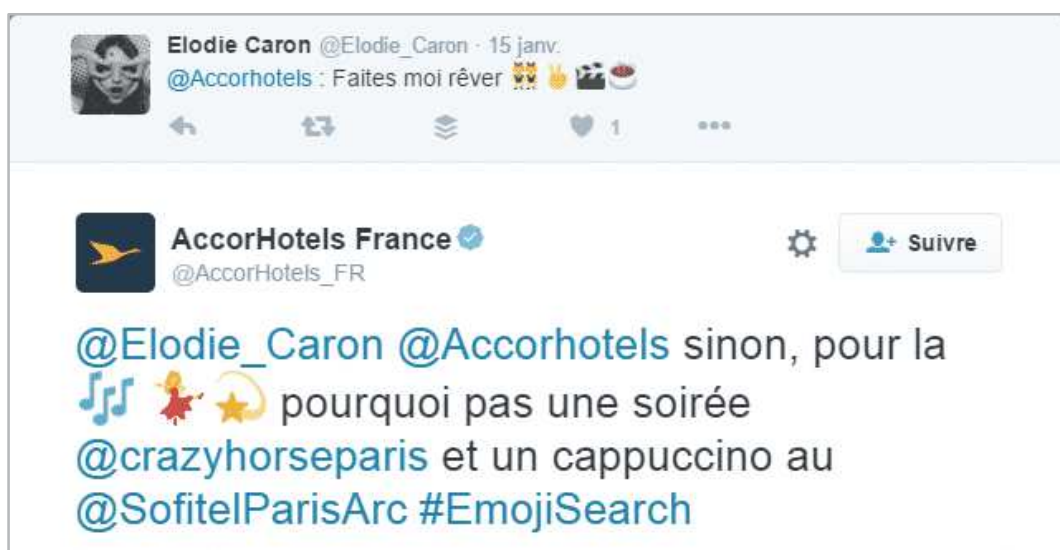 Elodie Caron @Elodie_Caron · 15 janv.
@Accorhotels : Faites moi rêver 👯✌️🎬☕
1
AccorHotels France
@AccorHotels_FR
Suivre
@Elodie_Caron @Accorhotels sinon, pour la
🎶 💃 💫 pourquoi pas une soirée
@crazyhorseparis et un cappuccino au
@SofitelParisArc #EmojiSearch